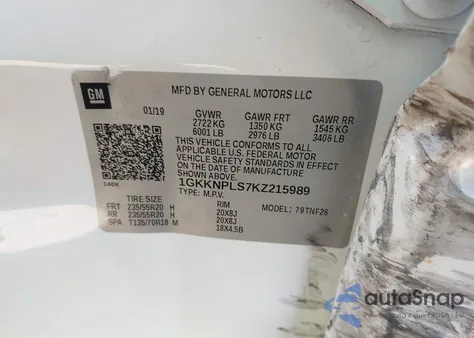 GM
MFD BY GENERAL MOTORS LLC
01/19 GVWR GAWR FRT GAWR RR
2722 KG 1350 KG 1545 KG
6001 LB 2976 LB 3406 LB
THIS VEHICLE CONFORMS TO ALL
APPLICABLE U.S. FEDERAL MOTOR
VEHICLE SAFETY STANDARDS IN
EFFECT ON THE DATE OF
MANUFACTURE SHOWN ABOVE.
140X 1GKKNPLS7KZ215989
TYPE: M.P.V.
TIRE SIZE RIM MODEL: 79TNF26
FRT 235/55R20 H 20X8J
RR 235/55R20 H 20X8J
SPA T135/70R18 M 18X4.5B
autoSnap